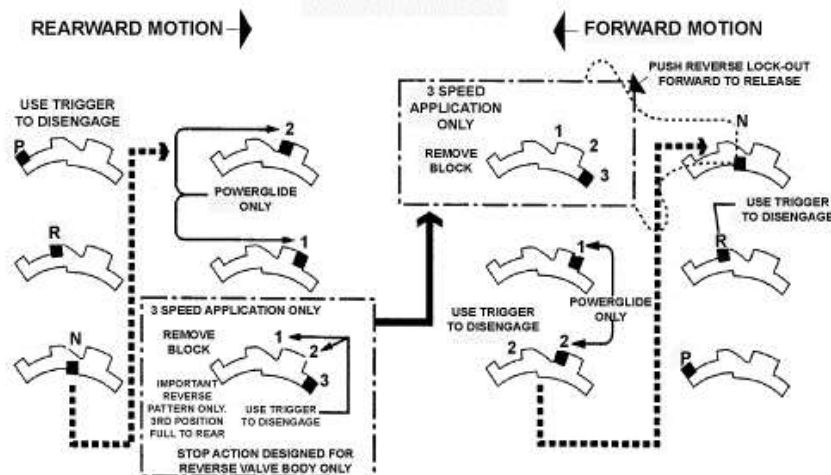 REARWARD MOTION
FORWARD MOTION
USE TRIGGER
TO DISENGAGE
P
2
POWERGLIDE
ONLY
R
1
N
3 SPEED APPLICATION ONLY
REMOVE
BLOCK
1
2
3
IMPORTANT
REVERSE
PATTERN ONLY.
3RD POSITION
FULL TO REAR
USE TRIGGER
TO DISENGAGE
STOP ACTION DESIGNED FOR
REVERSE VALVE BODY ONLY
PUSH REVERSE LOCK-OUT
FORWARD TO RELEASE
3 SPEED
APPLICATION
ONLY
REMOVE
BLOCK
1
2
3
N
USE TRIGGER
TO DISENGAGE
R
1
POWERGLIDE
ONLY
USE TRIGGER
TO DISENGAGE
2
2
P